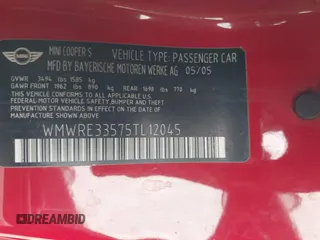 MINI COOPER S VEHICLE TYPE: PASSENGER CAR
MFD BY BAYERISCHE MOTOREN WERKE AG 05/05
GVWR 3494 lbs 1585 kg
GAWR FRONT 1962 lbs 890 kg GAWR REAR 1698 lbs 770 kg
THIS VEHICLE CONFORMS TO ALL APPLICABLE
FEDERAL MOTOR VEHICLE SAFETY, BUMPER AND
THEFT PREVENTION STANDARDS IN EFFECT ON THE
DATE OF MANUFACTURE SHOWN ABOVE.
WMWRE33575TL12045
DREAMBID